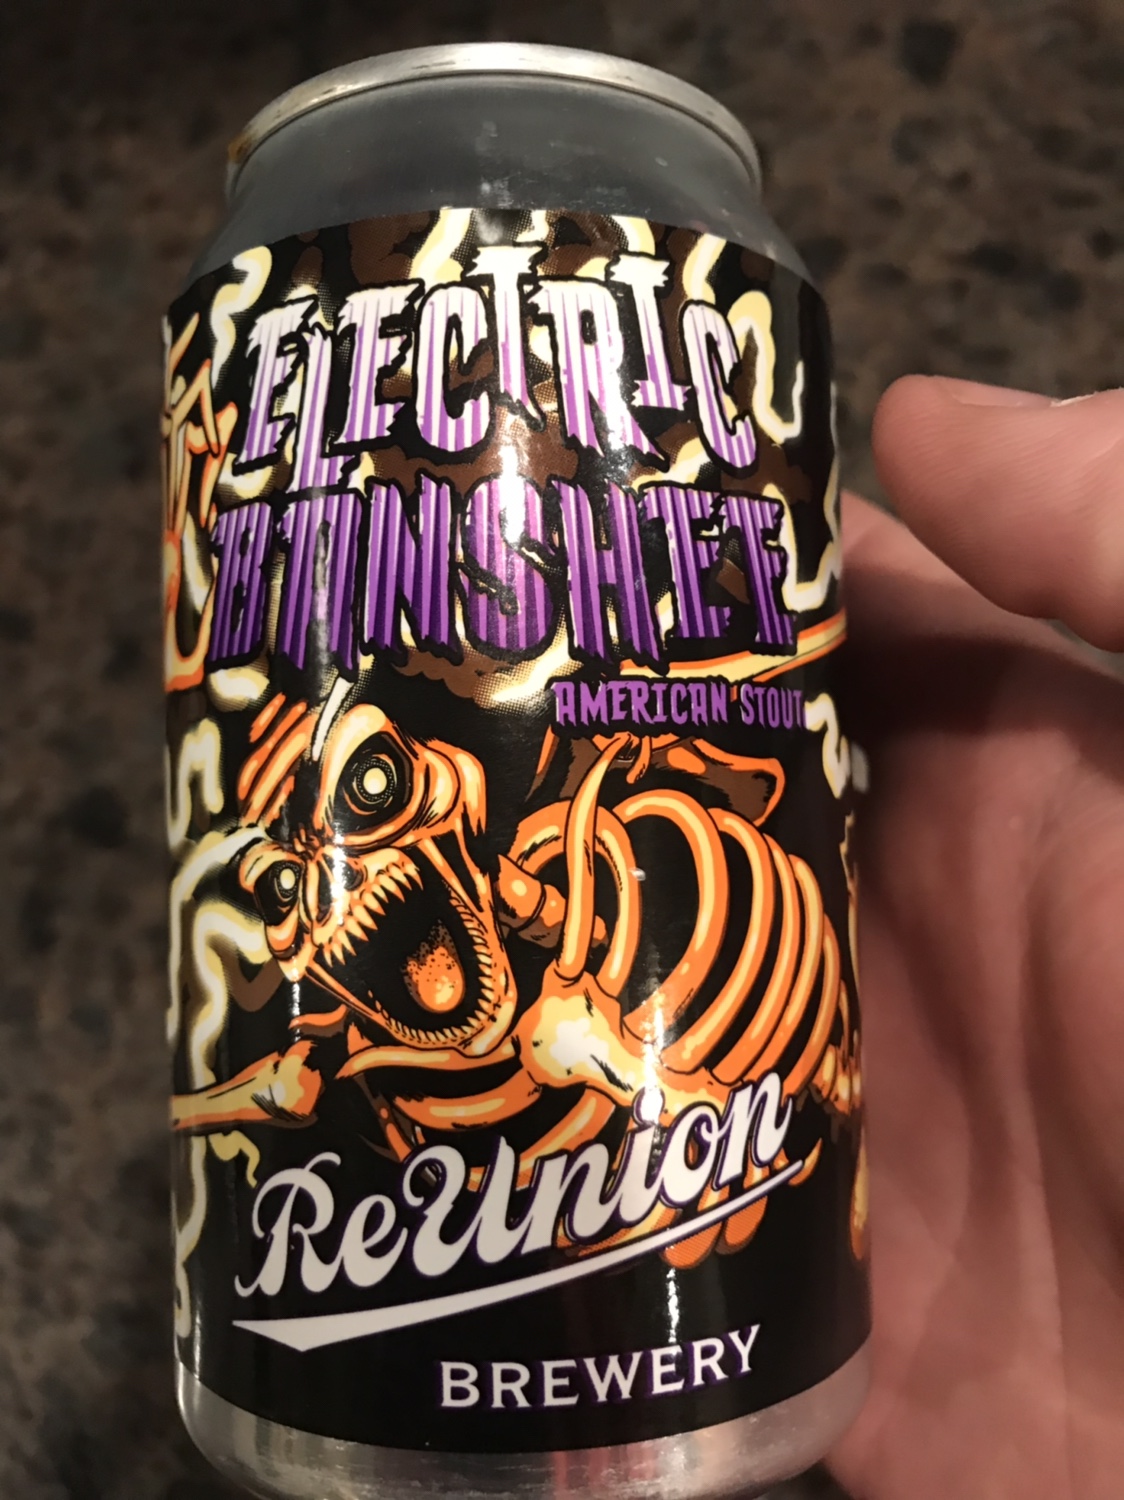 ELECTRIC
BANSHEE
AMERICAN STOUT
ReUnion
BREWERY